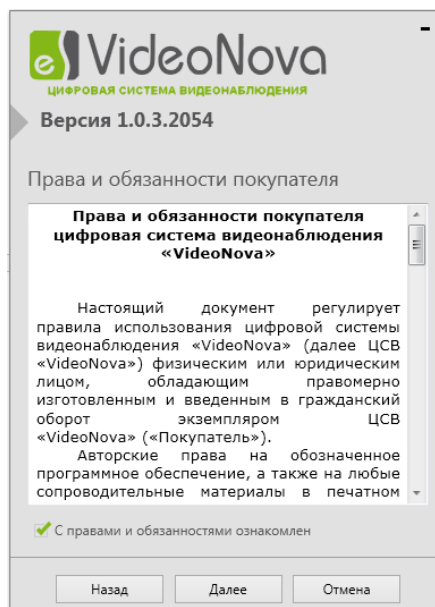 eS VideoNova
ЦИФРОВАЯ СИСТЕМА ВИДЕОНАБЛЮДЕНИЯ
Версия 1.0.3.2054
Права и обязанности покупателя
Права и обязанности покупателя
цифровая система видеонаблюдения
«VideoNova»
Настоящий документ регулирует
правила использования цифровой системы
видеонаблюдения «VideoNova» (далее ЦСВ
«VideoNova») физическим или юридическим
лицом, обладающим правомерно
изготовленным и введенным в гражданский
оборот экземпляром ЦСВ
«VideoNova» («Покупатель»).
Авторские права на обозначенное
программное обеспечение, а также на любые
сопроводительные материалы в печатном
С правами и обязанностями ознакомлен
Назад Далее Отмена